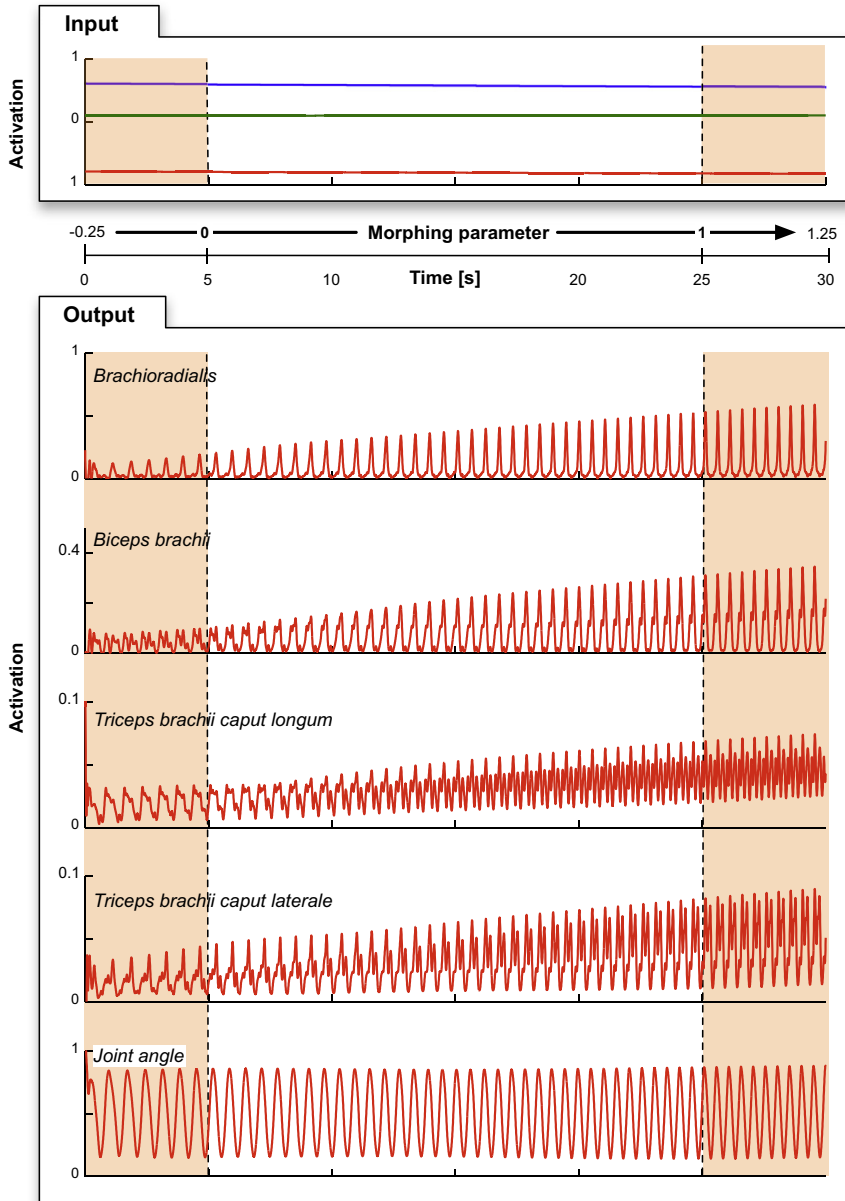 Input
Activation
1
0
1
-0.25 0 Morphing parameter 1 1.25
0 5 10 Time [s] 20 25 30
Output
Activation
1
Brachioradialis
0
0.4
Biceps brachii
0
0.1
Triceps brachii caput longum
0
0.1
Triceps brachii caput laterale
0
1
Joint angle
0